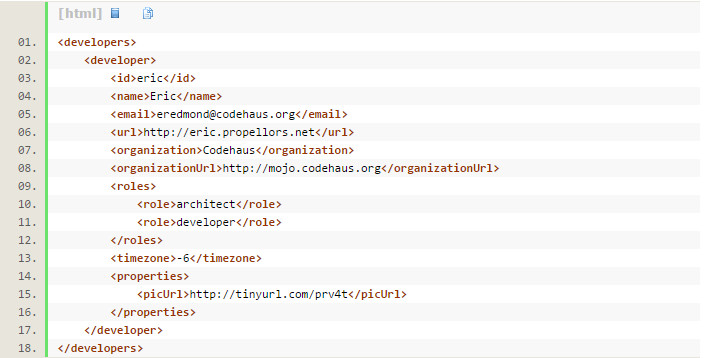 [html]
01. <developers>
02.     <developer>
03.         <id>eric</id>
04.         <name>Eric</name>
05.         <email>eredmond@codehaus.org</email>
06.         <url>http://eric.propellors.net</url>
07.         <organization>Codehaus</organization>
08.         <organizationUrl>http://mojo.codehaus.org</organizationUrl>
09.         <roles>
10.             <role>architect</role>
11.             <role>developer</role>
12.         </roles>
13.         <timezone>-6</timezone>
14.         <properties>
15.             <picUrl>http://tinyurl.com/prv4t</picUrl>
16.         </properties>
17.     </developer>
18. </developers>